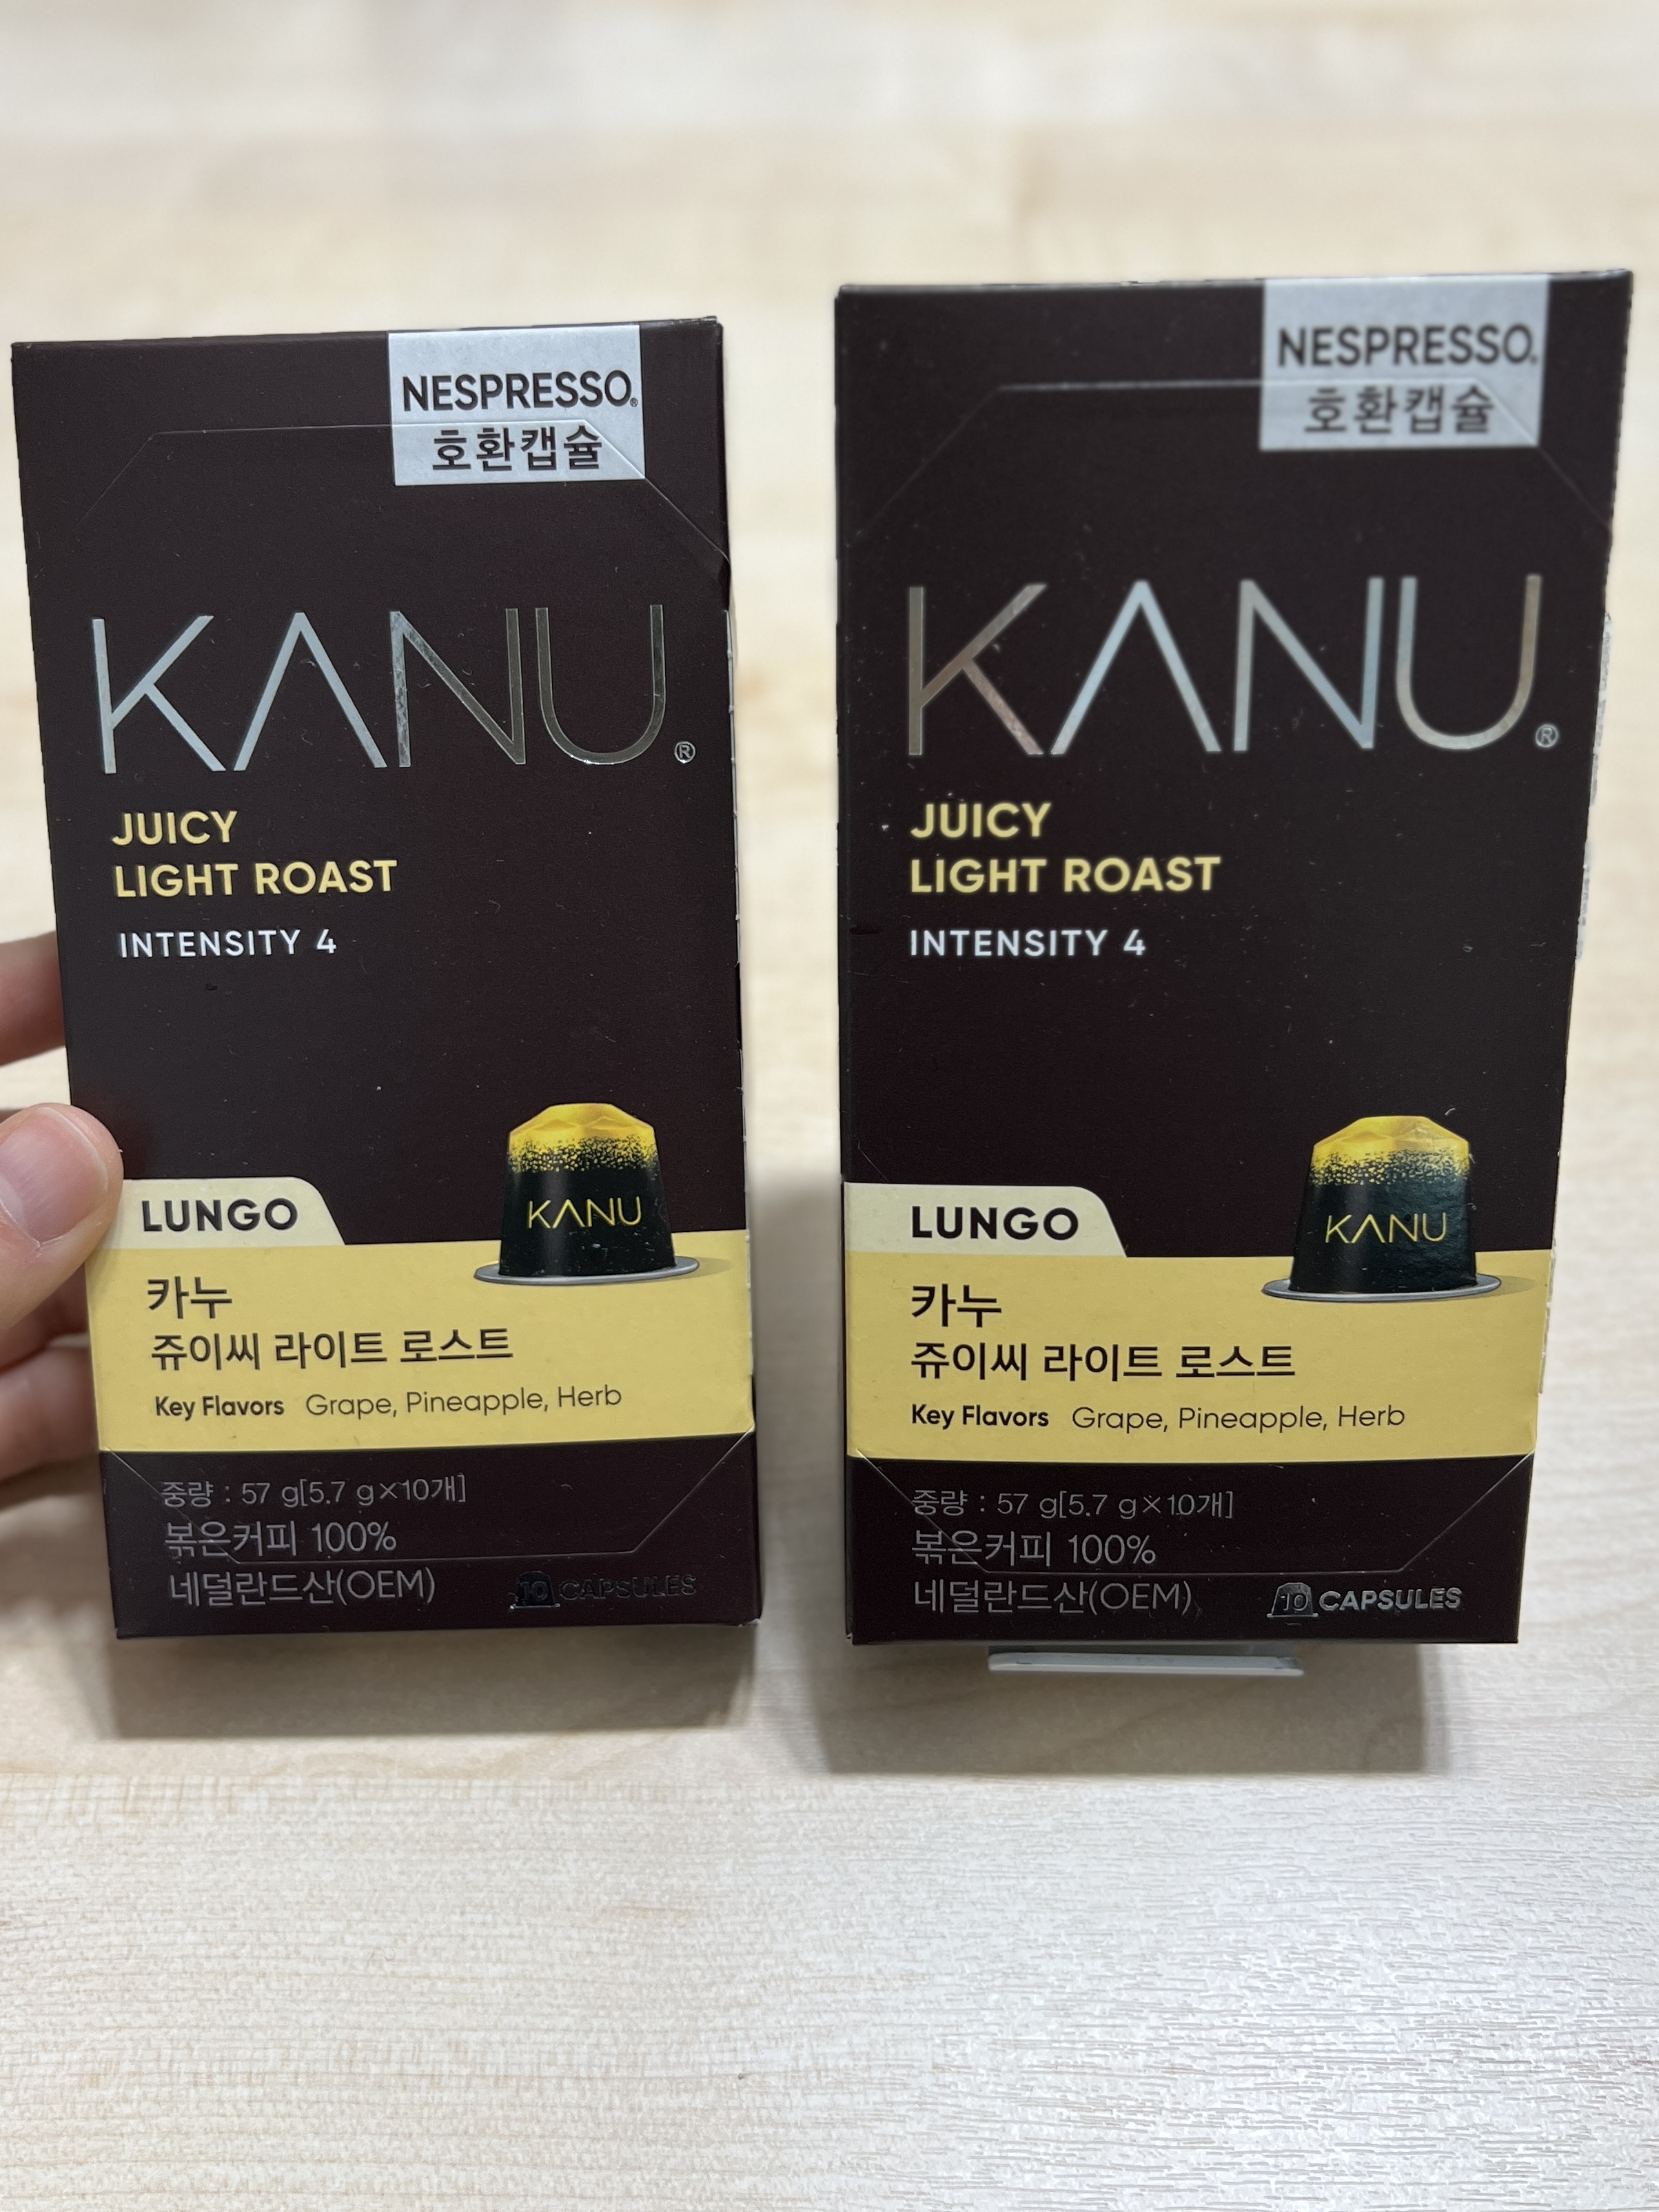 NESPRESSO®
호환캡슐
KANU®
JUICY
LIGHT ROAST
INTENSITY 4
KANU
LUNGO
카누
쥬이씨 라이트 로스트
Key Flavors Grape, Pineapple, Herb
중량 : 57 g[5.7 g×10개]
볶은커피 100%
네덜란드산(OEM)
10 CAPSULES
NESPRESSO®
호환캡슐
KANU®
JUICY
LIGHT ROAST
INTENSITY 4
KANU
LUNGO
카누
쥬이씨 라이트 로스트
Key Flavors Grape, Pineapple, Herb
중량 : 57 g[5.7 g×10개]
볶은커피 100%
네덜란드산(OEM)
10 CAPSULES